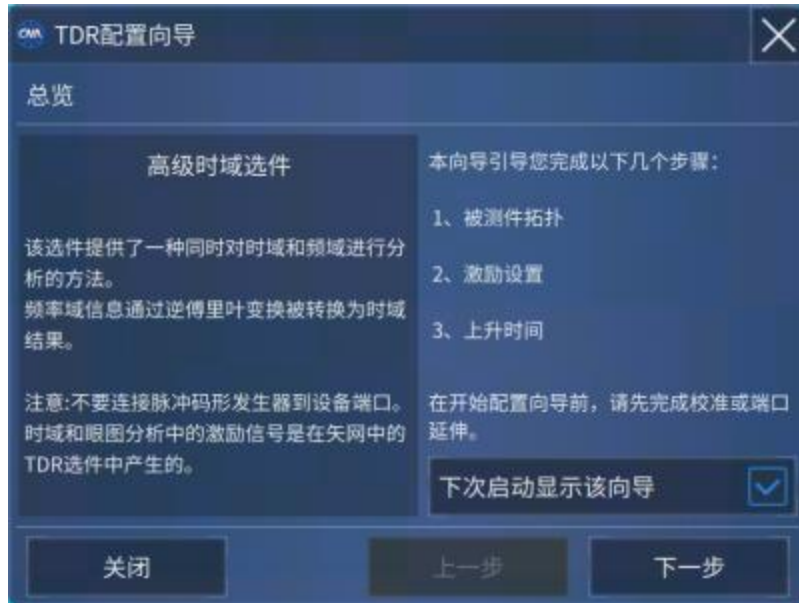 TDR配置向导
总览
高级时域选件
该选件提供了一种同时对时域和频域进行分
析的方法。
频率域信息通过逆傅里叶变换被转换为时域
结果。
注意:不要连接脉冲码形发生器到设备端口。
时域和眼图分析中的激励信号是在矢网中的
TDR选件中产生的。
本向导引导您完成以下几个步骤：
1、被测件拓扑
2、激励设置
3、上升时间
在开始配置向导前，请先完成校准或端口
延伸。
下次启动显示该向导
关闭
上一步
下一步